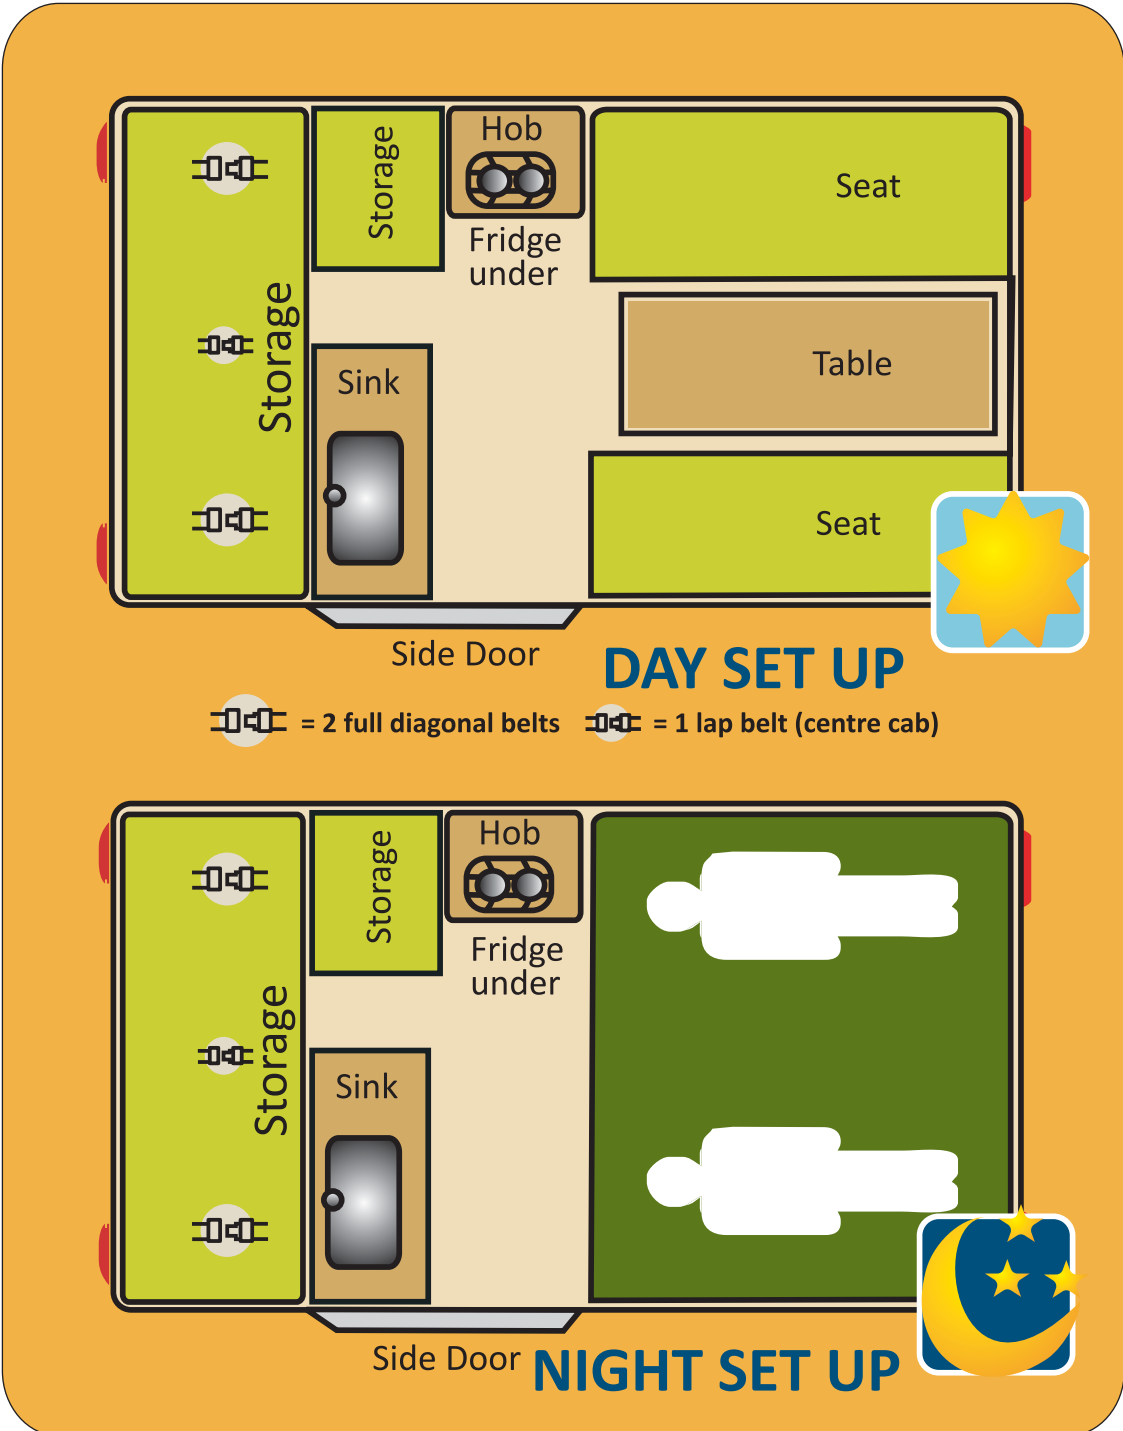 Hob
Storage
Seat
Fridge
under
Storage
Table
Sink
Seat
Side Door
DAY SET UP
= 2 full diagonal belts
= 1 lap belt (centre cab)
Hob
Storage
Fridge
under
Storage
Sink
Side Door
NIGHT SET UP